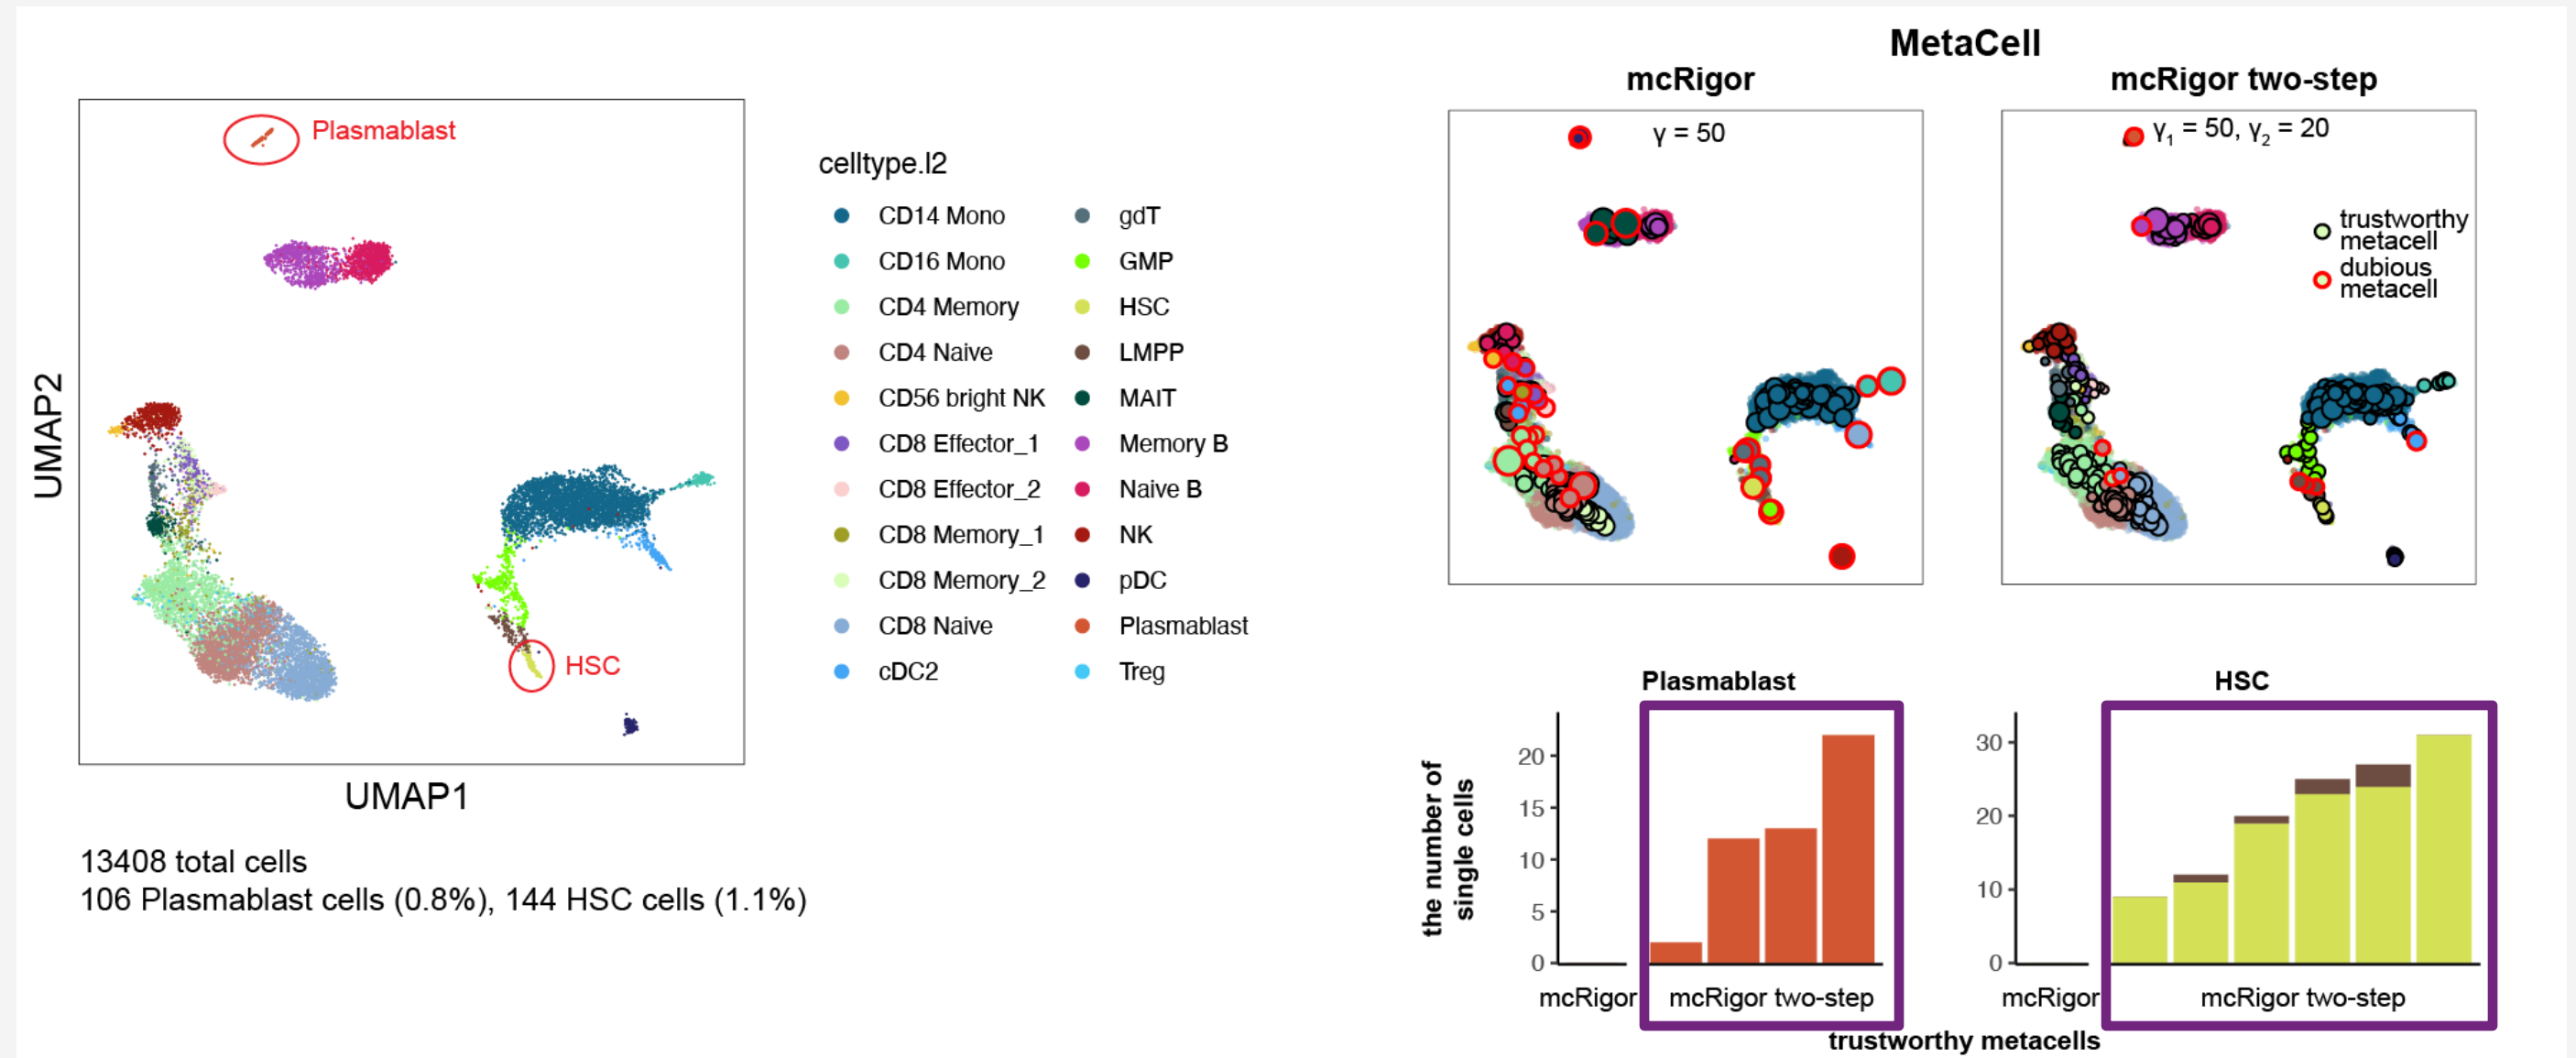 MetaCell
mcRigor
mcRigor two-step
Plasmablast
HSC
UMAP2
UMAP1
13408 total cells
106 Plasmablast cells (0.8%), 144 HSC cells (1.1%)
celltype.l2
CD14 Mono
CD16 Mono
CD4 Memory
CD4 Naive
CD56 bright NK
CD8 Effector_1
CD8 Effector_2
CD8 Memory_1
CD8 Memory_2
CD8 Naive
cDC2
gdT
GMP
HSC
LMPP
MAIT
Memory B
Naive B
NK
pDC
Plasmablast
Treg
γ = 50
γ₁ = 50, γ₂ = 20
trustworthy
metacell
dubious
metacell
Plasmablast
the number of
single cells
20
15
10
5
0
mcRigor
mcRigor two-step
HSC
30
20
10
0
mcRigor
mcRigor two-step
trustworthy metacells